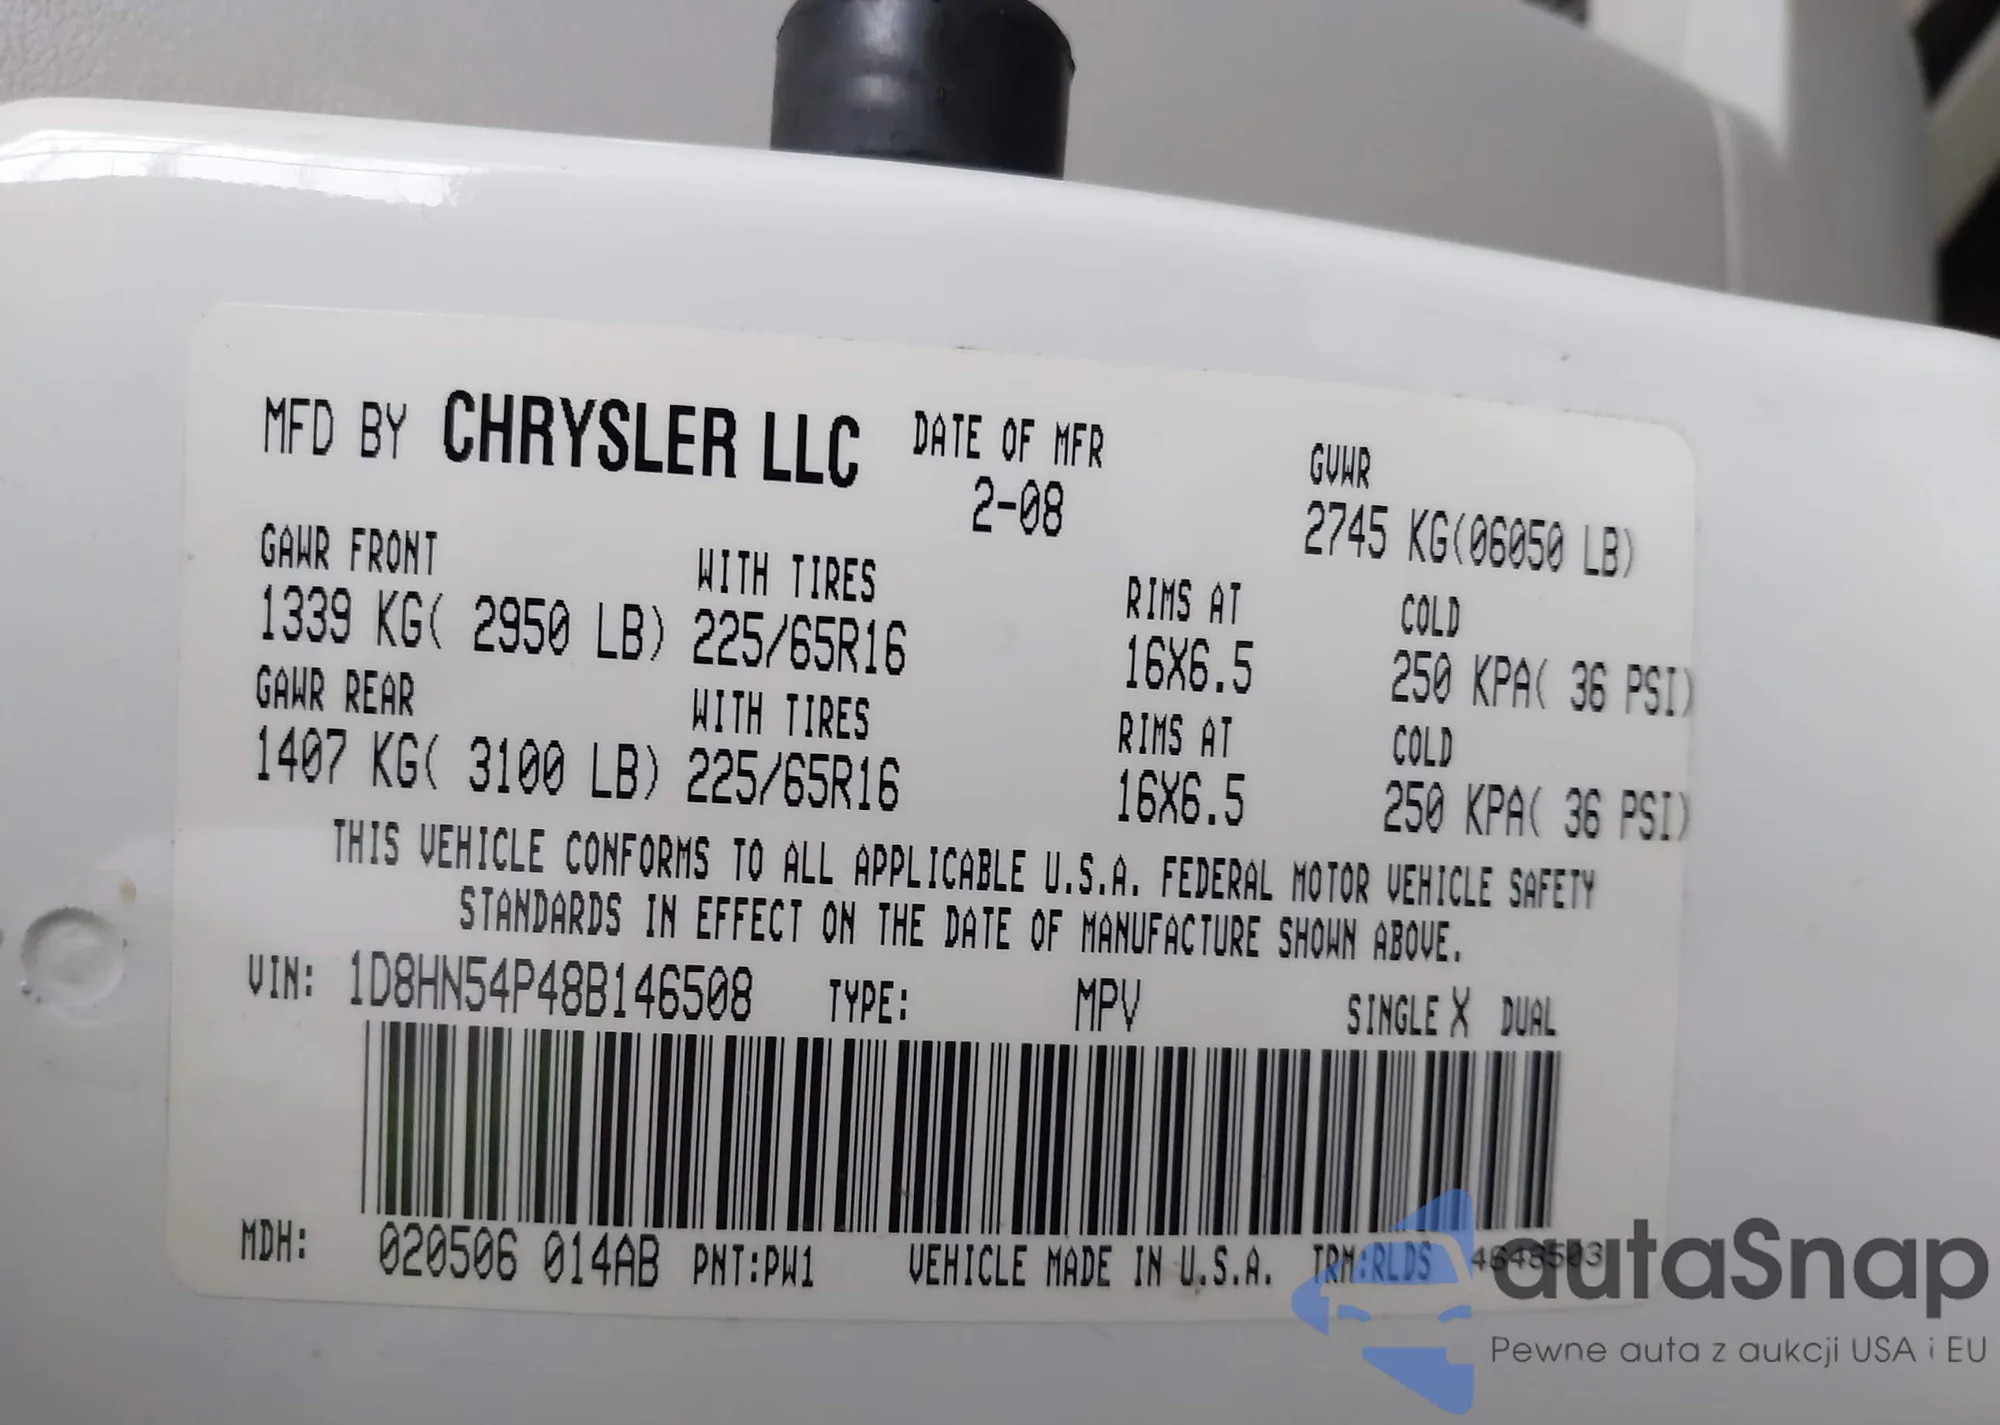 MFD BY CHRYSLER LLC DATE OF MFR GVWR
2-08 2745 KG(06050 LB)
GAWR FRONT WITH TIRES RIMS AT COLD
1339 KG( 2950 LB) 225/65R16 16X6.5 250 KPA( 36 PSI)
GAWR REAR WITH TIRES RIMS AT COLD
1407 KG( 3100 LB) 225/65R16 16X6.5 250 KPA( 36 PSI)
THIS VEHICLE CONFORMS TO ALL APPLICABLE U.S.A. FEDERAL MOTOR VEHICLE SAFETY
STANDARDS IN EFFECT ON THE DATE OF MANUFACTURE SHOWN ABOVE.
VIN: 1D8HN54P48B146508 TYPE: MPV SINGLE X DUAL
MDH: 020506 014AB PNT:PW1 VEHICLE MADE IN U.S.A. TRM:RLDS
autaSnap
Pewne auta z aukcji USA i EU